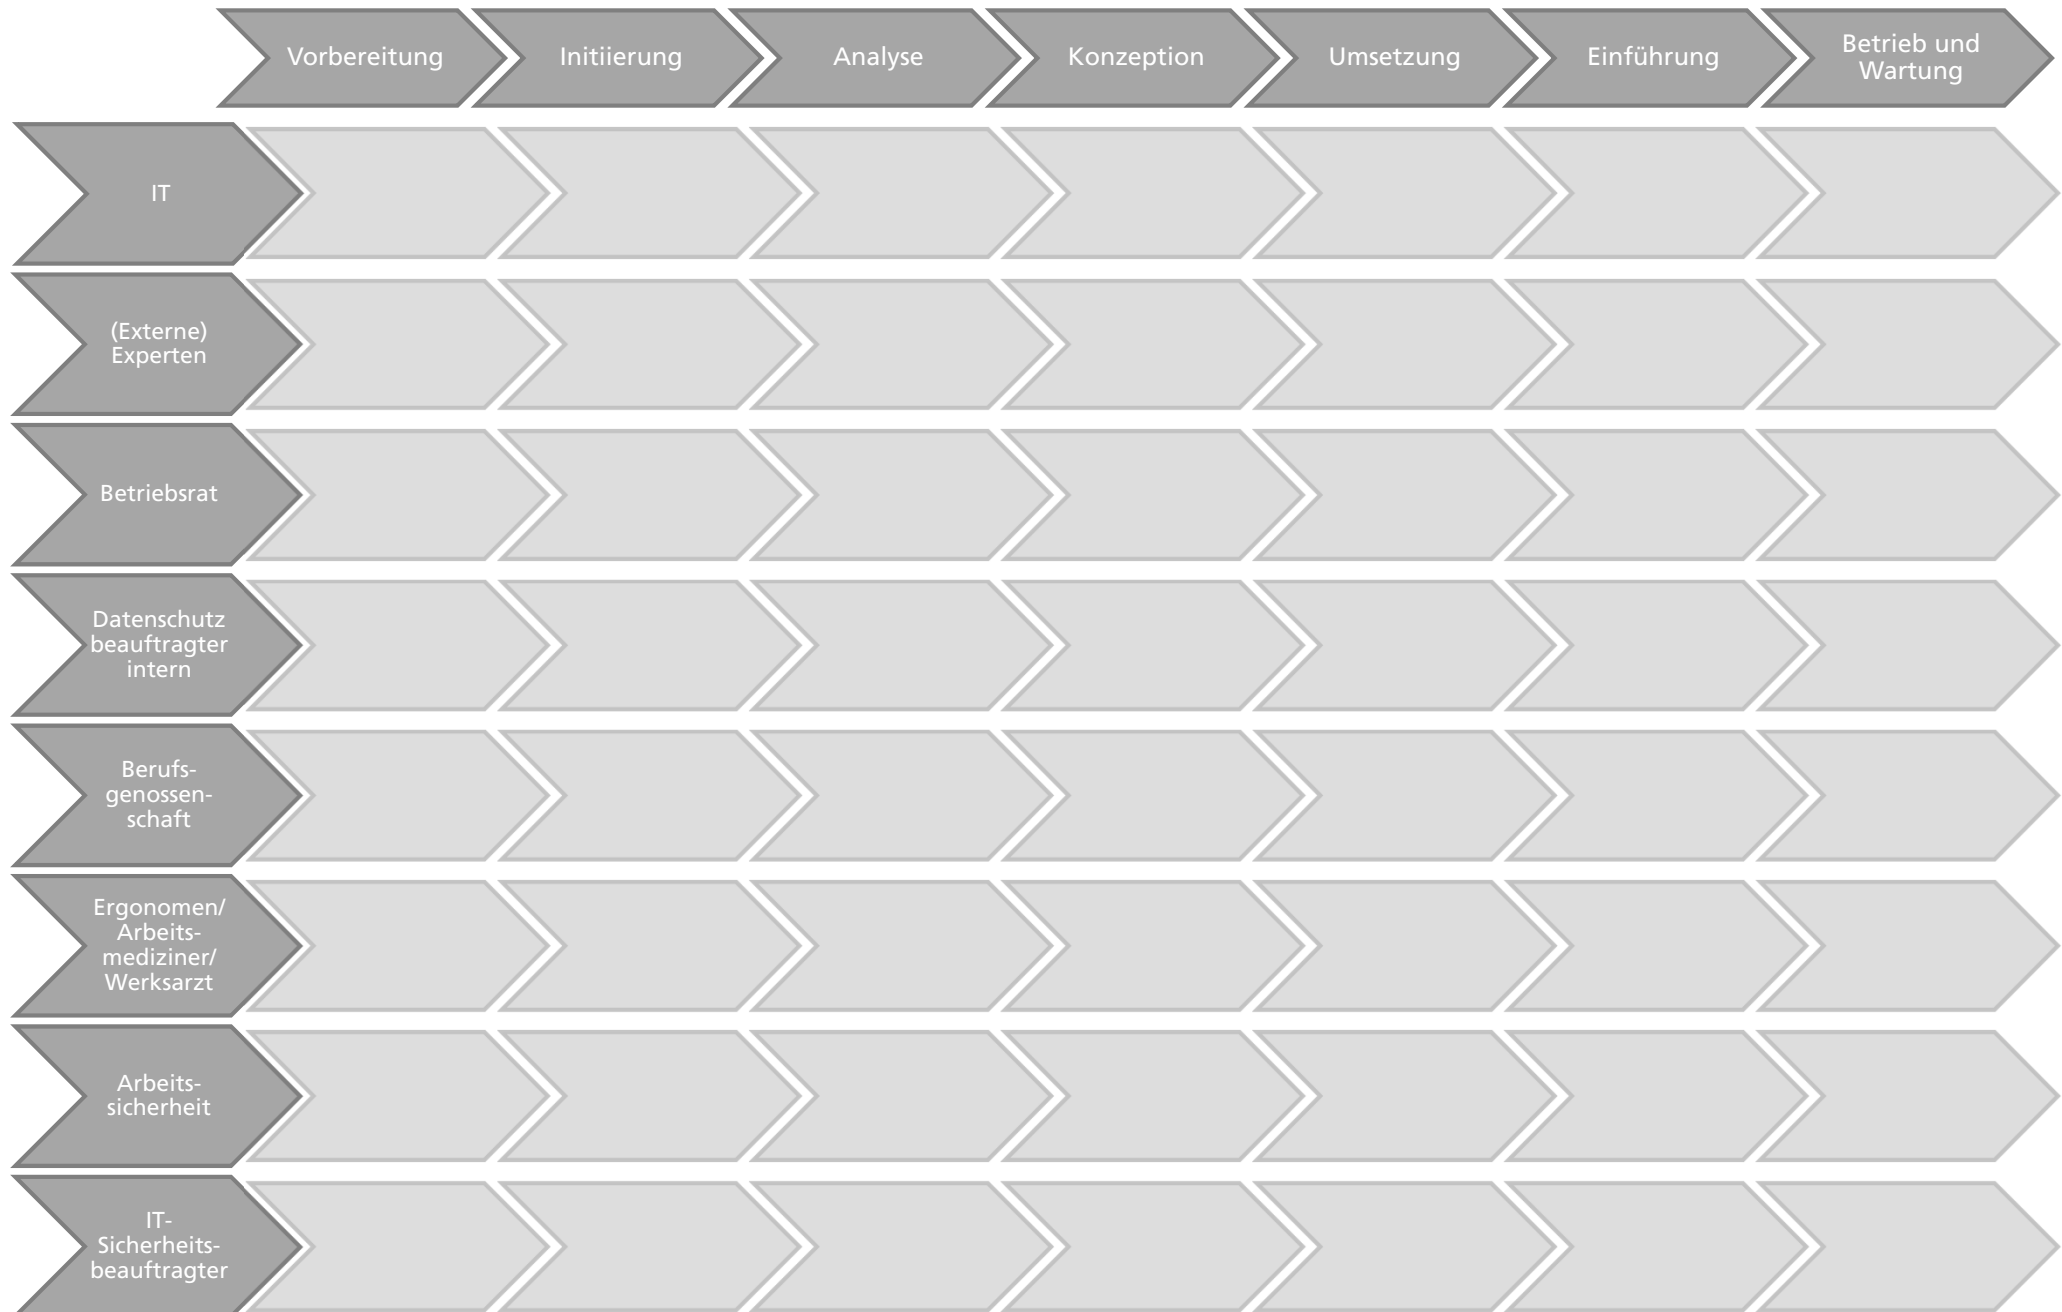 Vorbereitung
Initiierung
Analyse
Konzeption
Umsetzung
Einführung
Betrieb und
Wartung
IT
(Externe)
Experten
Betriebsrat
Datenschutz
beauftragter
intern
Berufs-
genossen-
schaft
Ergonomen/
Arbeits-
mediziner/
Werksarzt
Arbeits-
sicherheit
IT-
Sicherheits-
beauftragter